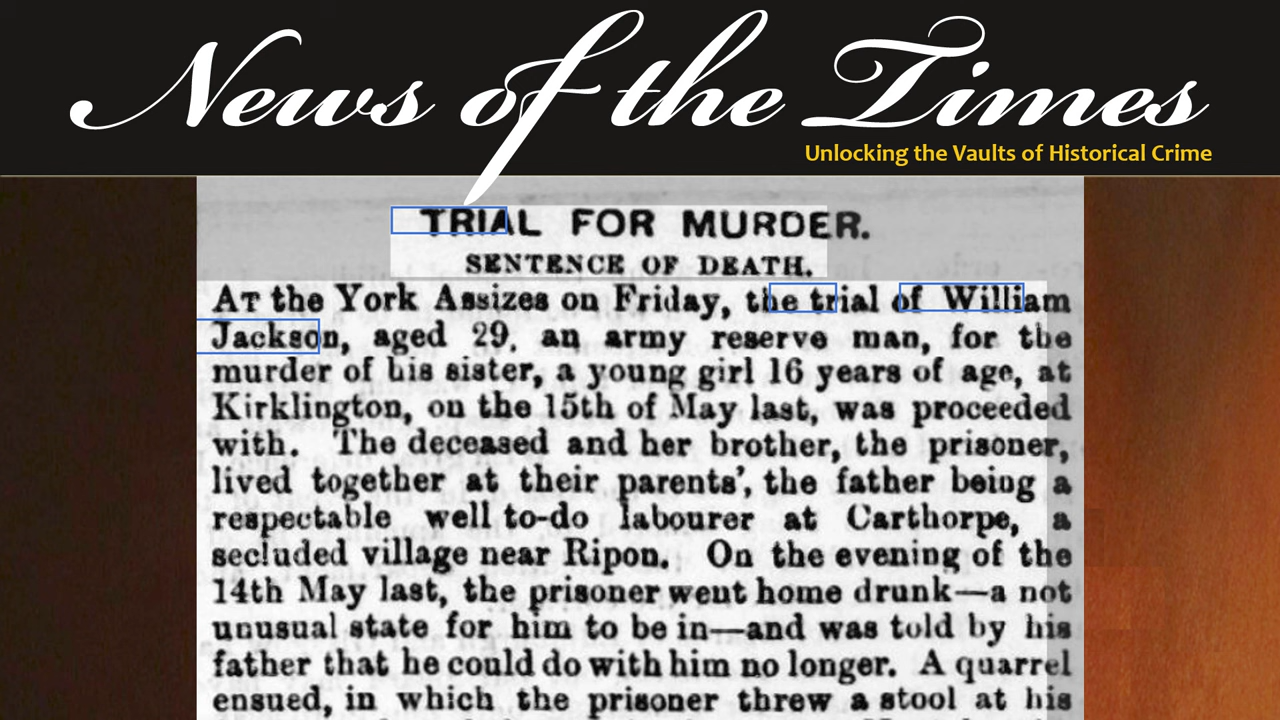 News of the Times
Unlocking the Vaults of Historical Crime
TRIAL FOR MURDER.
SENTENCE OF DEATH.
AT the York Assizes on Friday, the trial of William
Jackson, aged 29, an army reserve man, for the
murder of his sister, a young girl 16 years of age, at
Kirklington, on the 15th of May last, was proceeded
with. The deceased and her brother, the prisoner,
lived together at their parents', the father being a
respectable well to-do labourer at Carthorpe, a
secluded village near Ripon. On the evening of the
14th May last, the prisoner went home drunk—a not
unusual state for him to be in—and was told by his
father that he could do with him no longer. A quarrel
ensued, in which the prisoner threw a stool at his